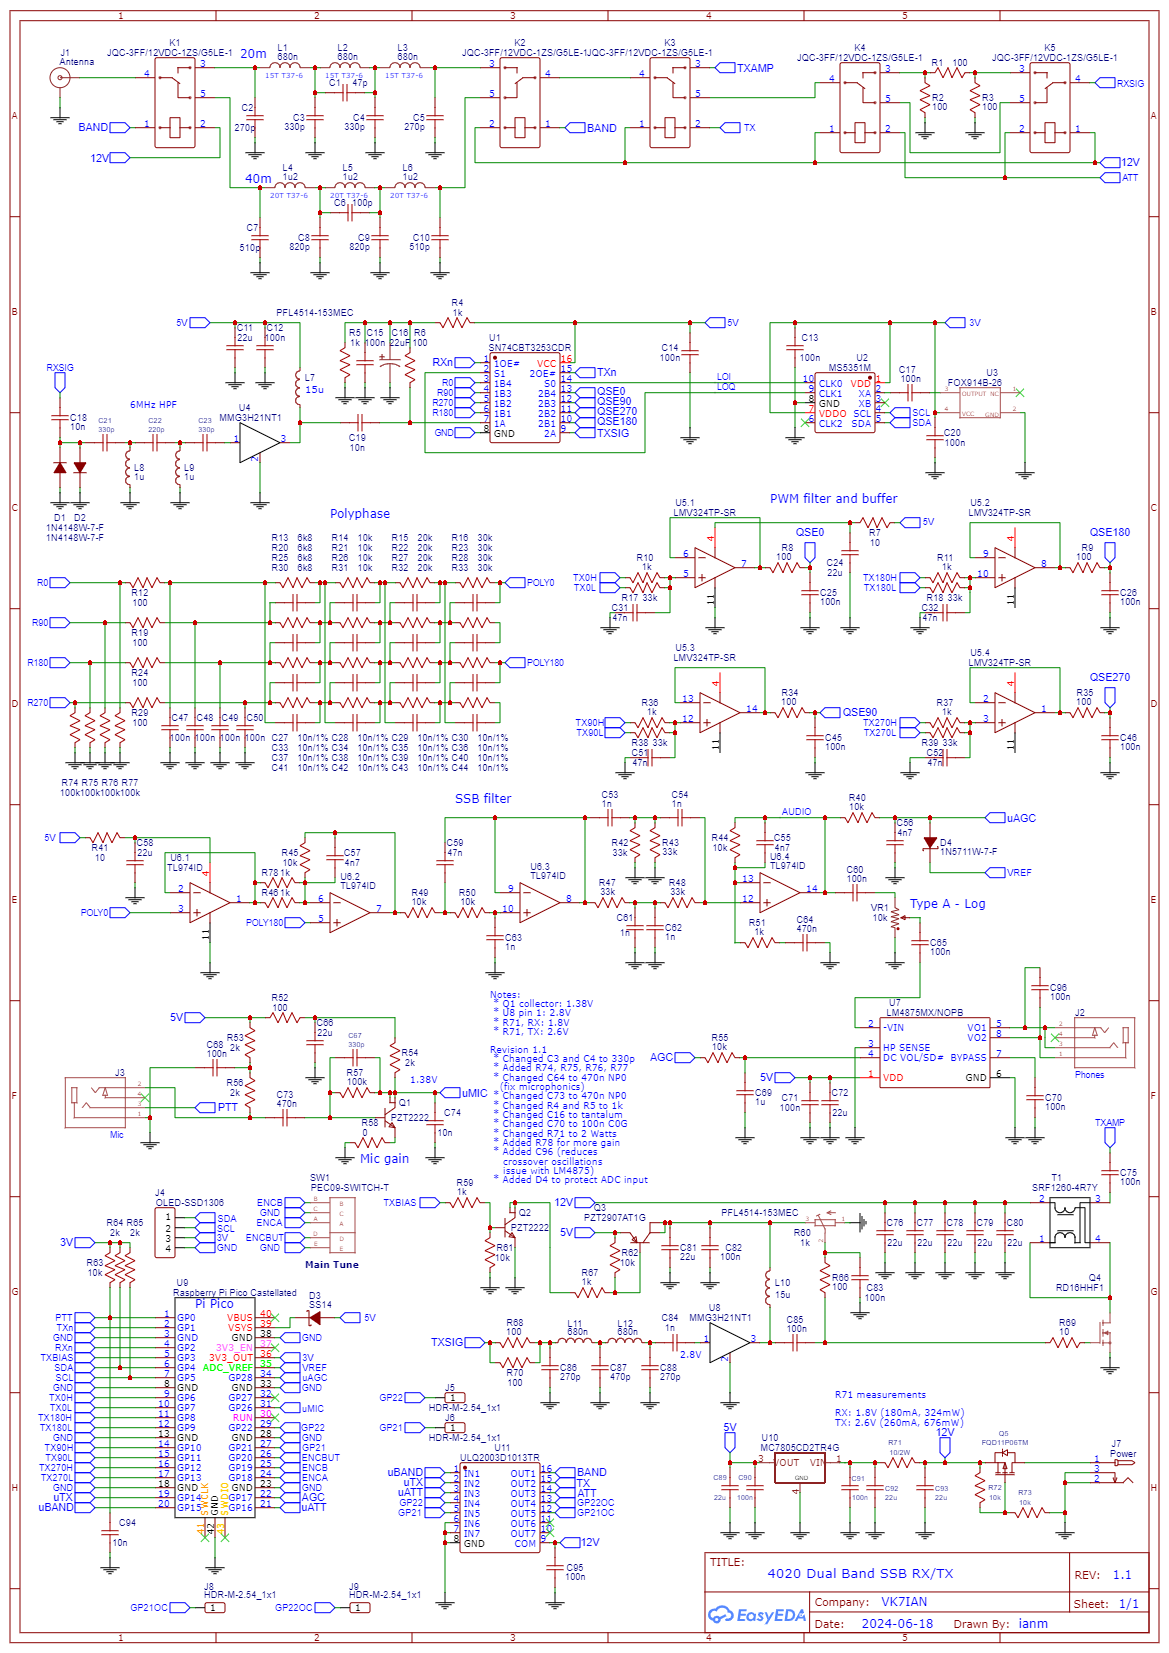 J1
Antenna
K1
JQC-3FF/12VDC-1ZS/G5LE-1
20m
L1
680n
15T T37-6
L2
680n
15T T37-6
L3
680n
15T T37-6
C1 47p
C2
270p
C3
330p
C4
330p
C5
270p
K2
JQC-3FF/12VDC-1ZS/G5LE-1
K3
JQC-3FF/12VDC-1ZS/G5LE-1
TXAMP
K4
JQC-3FF/12VDC-1ZS/G5LE-1
R1 100
R2
100
R3
100
K5
JQC-3FF/12VDC-1ZS/G5LE-1
RXSIG
BAND
12V
BAND
TX
12V
ATT
40m
L4
1u2
20T T37-6
L5
1u2
20T T37-6
L6
1u2
20T T37-6
C6 100p
C7
510p
C8
820p
C9
820p
C10
510p
5V
C11
22u
C12
100n
PFL4514-153MEC
L7
15u
R5
1k
C15
100n
C16
22uF
R6
100
R4
1k
5V
RXn
R0
R90
R270
R180
GND
U1
SN74CBT3253CDR
1OE#
S1
1B4
1B3
1B2
1B1
1A
GND
VCC
2OE#
S0
2B4
2B3
2B2
2B1
2A
TXn
QSE0
QSE90
QSE270
QSE180
TXSIG
C14
100n
LOI
LOQ
C13
100n
3V
U2
MS5351M
CLK0
CLK1
GND
VDDO
CLK2
VDD
XA
XB
SCL
SDA
SCL
SDA
C17
100n
C20
100n
U3
FOX914B-26
OUTPUT NC
VCC GND
RXSIG
C18
10n
6MHz HPF
C21
330p
C22
220p
C23
330p
L8
1u
L9
1u
U4
MMG3H21NT1
C19
10n
D1 D2
1N4148W-7-F
1N4148W-7-F
Polyphase
R13 6k8 R14 10k R15 20k R16 30k
R20 6k8 R21 10k R22 20k R23 30k
R25 6k8 R26 10k R27 20k R28 30k
R30 6k8 R31 10k R32 20k R33 30k
R0
R12
100
R90
R19
100
R180
R24
100
R270
R29
100
POLY0
POLY180
C47
100n
C48
100n
C49
100n
C50
100n
C27 10n/1% C28 10n/1% C29 10n/1% C30 10n/1%
C33 10n/1% C34 10n/1% C35 10n/1% C36 10n/1%
C37 10n/1% C38 10n/1% C39 10n/1% C40 10n/1%
C41 10n/1% C42 10n/1% C43 10n/1% C44 10n/1%
R74 R75 R76 R77
100k100k100k100k
PWM filter and buffer
U5.1
LMV324TP-SR
TX0H
TX0L
R10
1k
R17 33k
C31
47n
R8
100
QSE0
C25
100n
C24
22u
R7
10
5V
U5.2
LMV324TP-SR
TX180H
TX180L
R11
1k
R18 33k
C32
47n
R9
100
QSE180
C26
100n
U5.3
LMV324TP-SR
TX90H
TX90L
R36
1k
R38 33k
C51
47n
R34
100
QSE90
C45
100n
U5.4
LMV324TP-SR
TX270H
TX270L
R37
1k
R39 33k
C52
47n
R35
100
QSE270
C46
100n
SSB filter
5V
R41
10
C58
22u
U6.1
TL974ID
POLY0
POLY180
R45
10k
C57
4n7
R78 1k
R46 1k
U6.2
TL974ID
R49
10k
R50
10k
C59
47n
C63
1n
U6.3
TL974ID
C53
1n
C54
1n
R42
33k
R43
33k
R47
33k
R48
33k
C61
1n
C62
1n
AUDIO
R44
10k
C55
4n7
U6.4
TL974ID
R51
1k
C64
470n
R40
10k
C56
4n7
uAGC
D4
1N5711W-7-F
VREF
C60
100n
VR1
10k
Type A - Log
C65
100n
5V
R52
100
R53
2k
C68
100n
R56
2k
C66
22u
C67
330p
R57
100k
R54
2k
1.38V
uMIC
Q1
PZT2222
C74
10n
R58
0
Mic gain
J3
Mic
PTT
C73
470n
Notes:
* Q1 collector: 1.38V
* U8 pin 1: 2.8V
* R71, RX: 1.8V
* R71, TX: 2.6V
Revision 1.1
* Changed C3 and C4 to 330p
* Added R74, R75, R76, R77
* Changed C64 to 470n NP0
(fix microphonics)
* Changed C73 to 470n NP0
* Changed R4 and R5 to 1k
* Changed C16 to tantalum
* Changed C70 to 100n C0G
* Changed R71 to 2 Watts
* Added R78 for more gain
* Added C96 (reduces
crossover oscillations
issue with LM4875)
* Added D4 to protect ADC input
U7
LM4875MX/NOPB
-VIN
HP SENSE
DC VOL/SD#
VDD
VO1
VO2
BYPASS
GND
AGC
R55
10k
5V
C69
1u
C71
100n
C72
22u
C96
100n
C70
100n
J2
Phones
J4
OLED-SSD1306
SDA
SCL
3V
GND
SW1
PEC09-SWITCH-T
ENCB
GND
ENCA
ENCBUT
GND
Main Tune
TXBIAS
R59
1k
R61
10k
Q2
PZT2222
12V
5V
Q3
PZT2907AT1G
R62
10k
R67
1k
C81
22u
C82
100n
PFL4514-153MEC
R60
1k
L10
15u
R66
100
C83
100n
C76
22u
C77
22u
C78
22u
C79
22u
C80
22u
TXAMP
C75
100n
T1
SRF1260-4R7Y
Q4
RD16HHF1
R69
10
TXSIG
R68
100
R70
100
L11
680n
L12
680n
C86
270p
C87
470p
C88
270p
C84
1n
2.8V
U8
MMG3H21NT1
C85
100n
3V
R64 R65
2k 2k
R63
10k
U9
Raspberry Pi Pico Castellated
Pi Pico
PTT
TXn
GND
RXn
TXBIAS
SDA
SCL
GND
TX0H
TX0L
TX180H
TX180L
GND
TX90H
TX90L
TX270H
TX270L
GND
uTX
uBAND
GP0
GP1
GND
GP2
GP3
GP4
GP5
GND
GP6
GP7
GP8
GP9
GND
GP10
GP11
GP12
GP13
GND
GP14
GP15
VBUS
VSYS
GND
3V3_EN
3V3_OUT
ADC_VREF
GP28
GND
GP27
GP26
RUN
GP22
GND
GP21
GP20
GP19
GP18
GND
GP17
GP16
SWCLK
GND
SWDIO
D3
SS14
5V
GND
3V
VREF
uAGC
GND
uMIC
GP22
GND
GP21
ENCBUT
ENCB
ENCA
GND
AGC
uATT
C94
10n
GP22
J5
HDR-M-2.54_1x1
GP21
J6
HDR-M-2.54_1x1
U11
ULQ2003D1013TR
uBAND
uTX
uATT
GP22
GP21
IN1
IN2
IN3
IN4
IN5
IN6
IN7
GND
OUT1
OUT2
OUT3
OUT4
OUT5
OUT6
OUT7
COM
BAND
TX
ATT
GP22OC
GP21OC
12V
C95
100n
GP21OC
J8
HDR-M-2.54_1x1
GP22OC
J9
HDR-M-2.54_1x1
R71 measurements
RX: 1.8V (180mA, 324mW)
TX: 2.6V (260mA, 676mW)
5V
U10
MC7805CD2TR4G
VOUT VIN
GND
C89
22u
C90
100n
C91
100n
C92
22u
R71
10/2W
12V
C93
22u
Q5
FQD11P06TM
R72
10k
R73
10k
J7
Power
TITLE:
4020 Dual Band SSB RX/TX
REV: 1.1
EasyEDA
Company: VK7IAN
Sheet: 1/1
Date: 2024-06-18 Drawn By: ianm